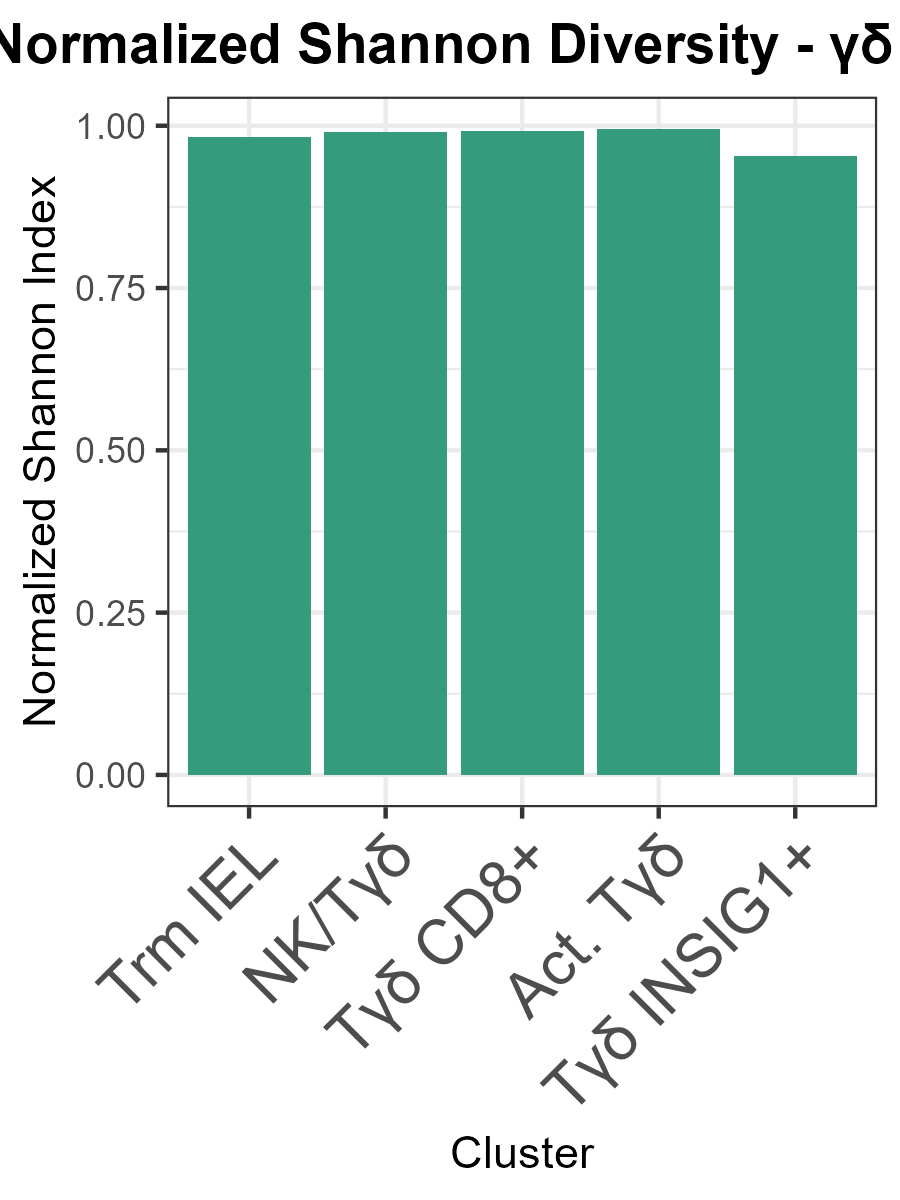 Normalized Shannon Diversity - γδ
Normalized Shannon Index
1.00
0.75
0.50
0.25
0.00
Trm IEL
NK/Tγδ
Tγδ CD8+
Act. Tγδ
Tγδ INSIG1+
Cluster